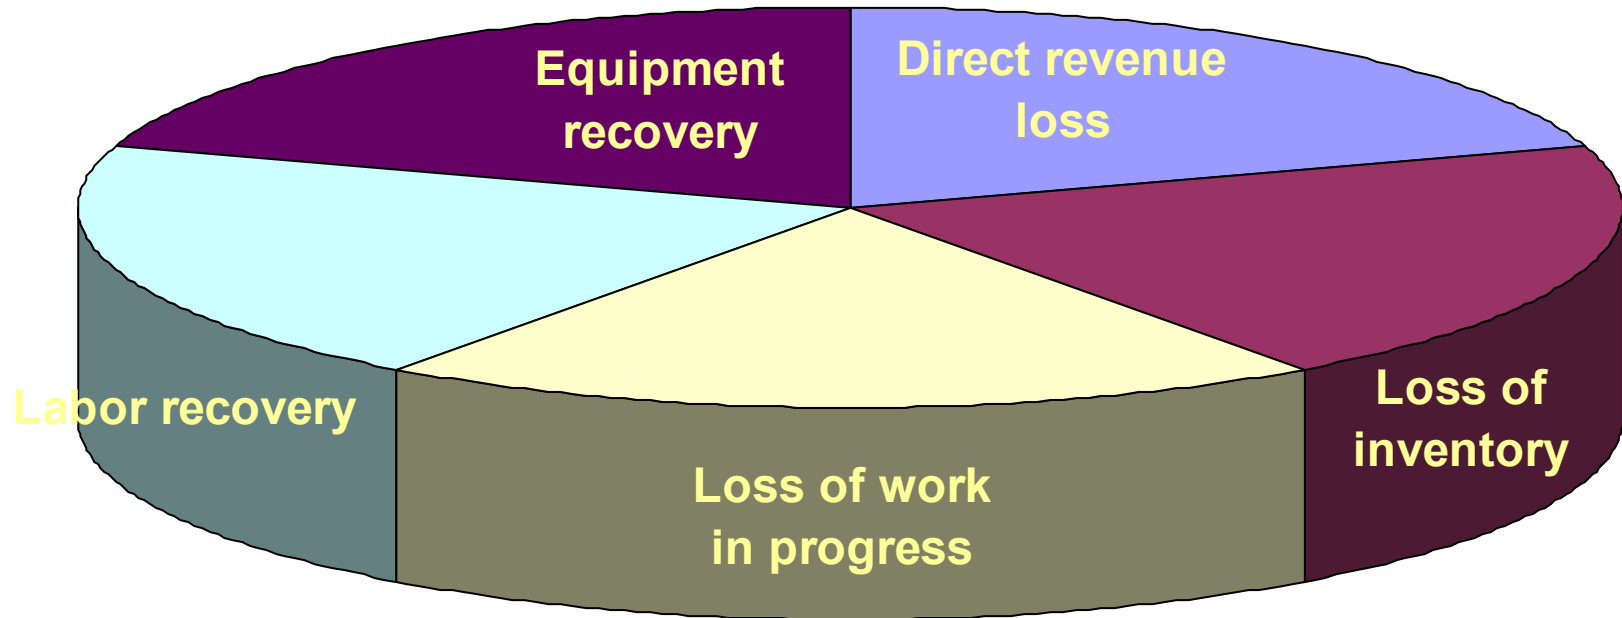 Equipment
recovery
Direct revenue
loss
Labor recovery
Loss of work
in progress
Loss of
inventory